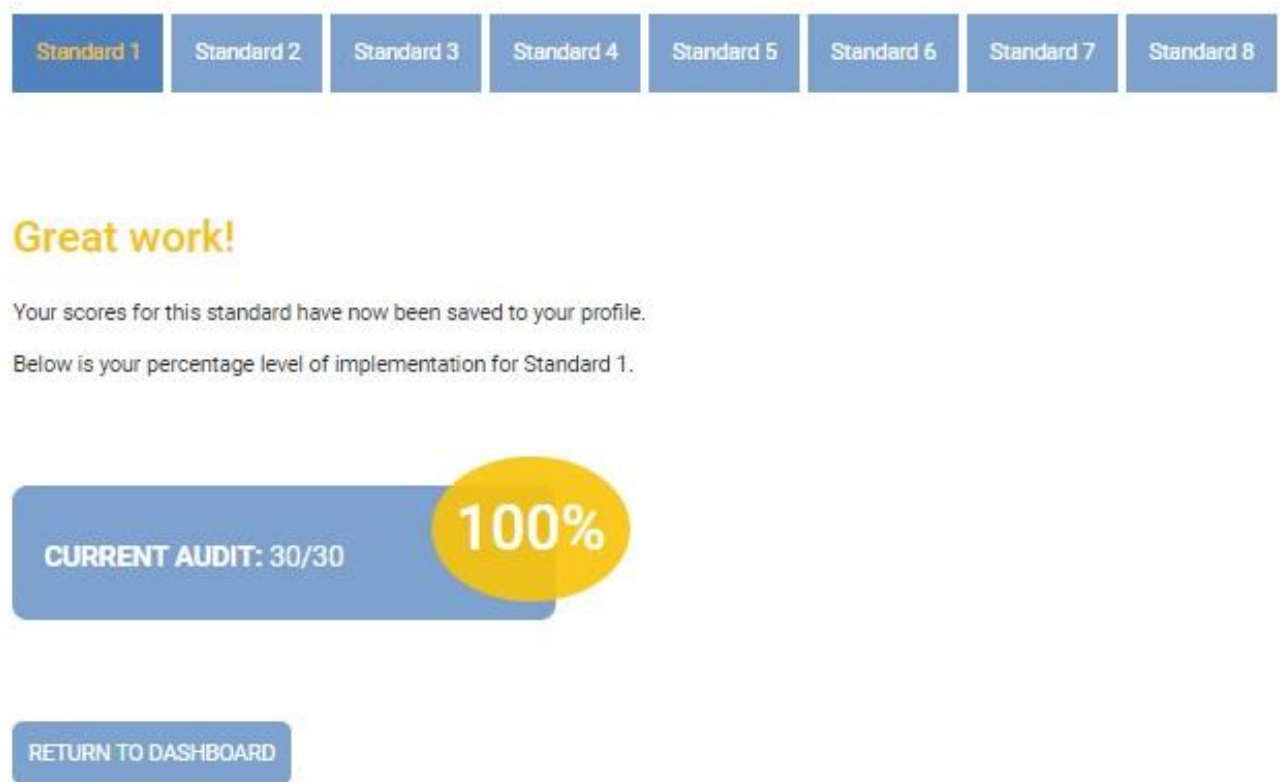 Standard 1 Standard 2 Standard 3 Standard 4 Standard 5 Standard 6 Standard 7 Standard 8
Great work!
Your scores for this standard have now been saved to your profile.
Below is your percentage level of implementation for Standard 1.
100%
CURRENT AUDIT: 30/30
RETURN TO DASHBOARD